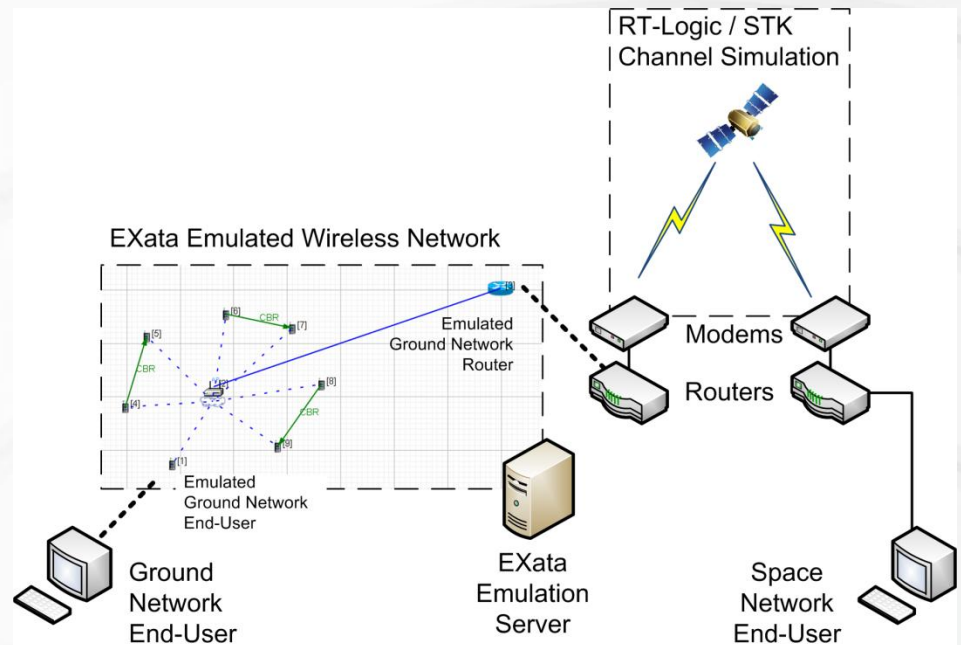 RT-Logic / STK
Channel Simulation
EXata Emulated Wireless Network
[3]
Emulated
Ground Network
Router
[6]
CBR
[7]
[5]
CBR
[4]
[8]
CBR
[9]
[1]
Emulated
Ground Network
End-User
Modems
Routers
Ground
Network
End-User
EXata
Emulation
Server
Space
Network
End-User